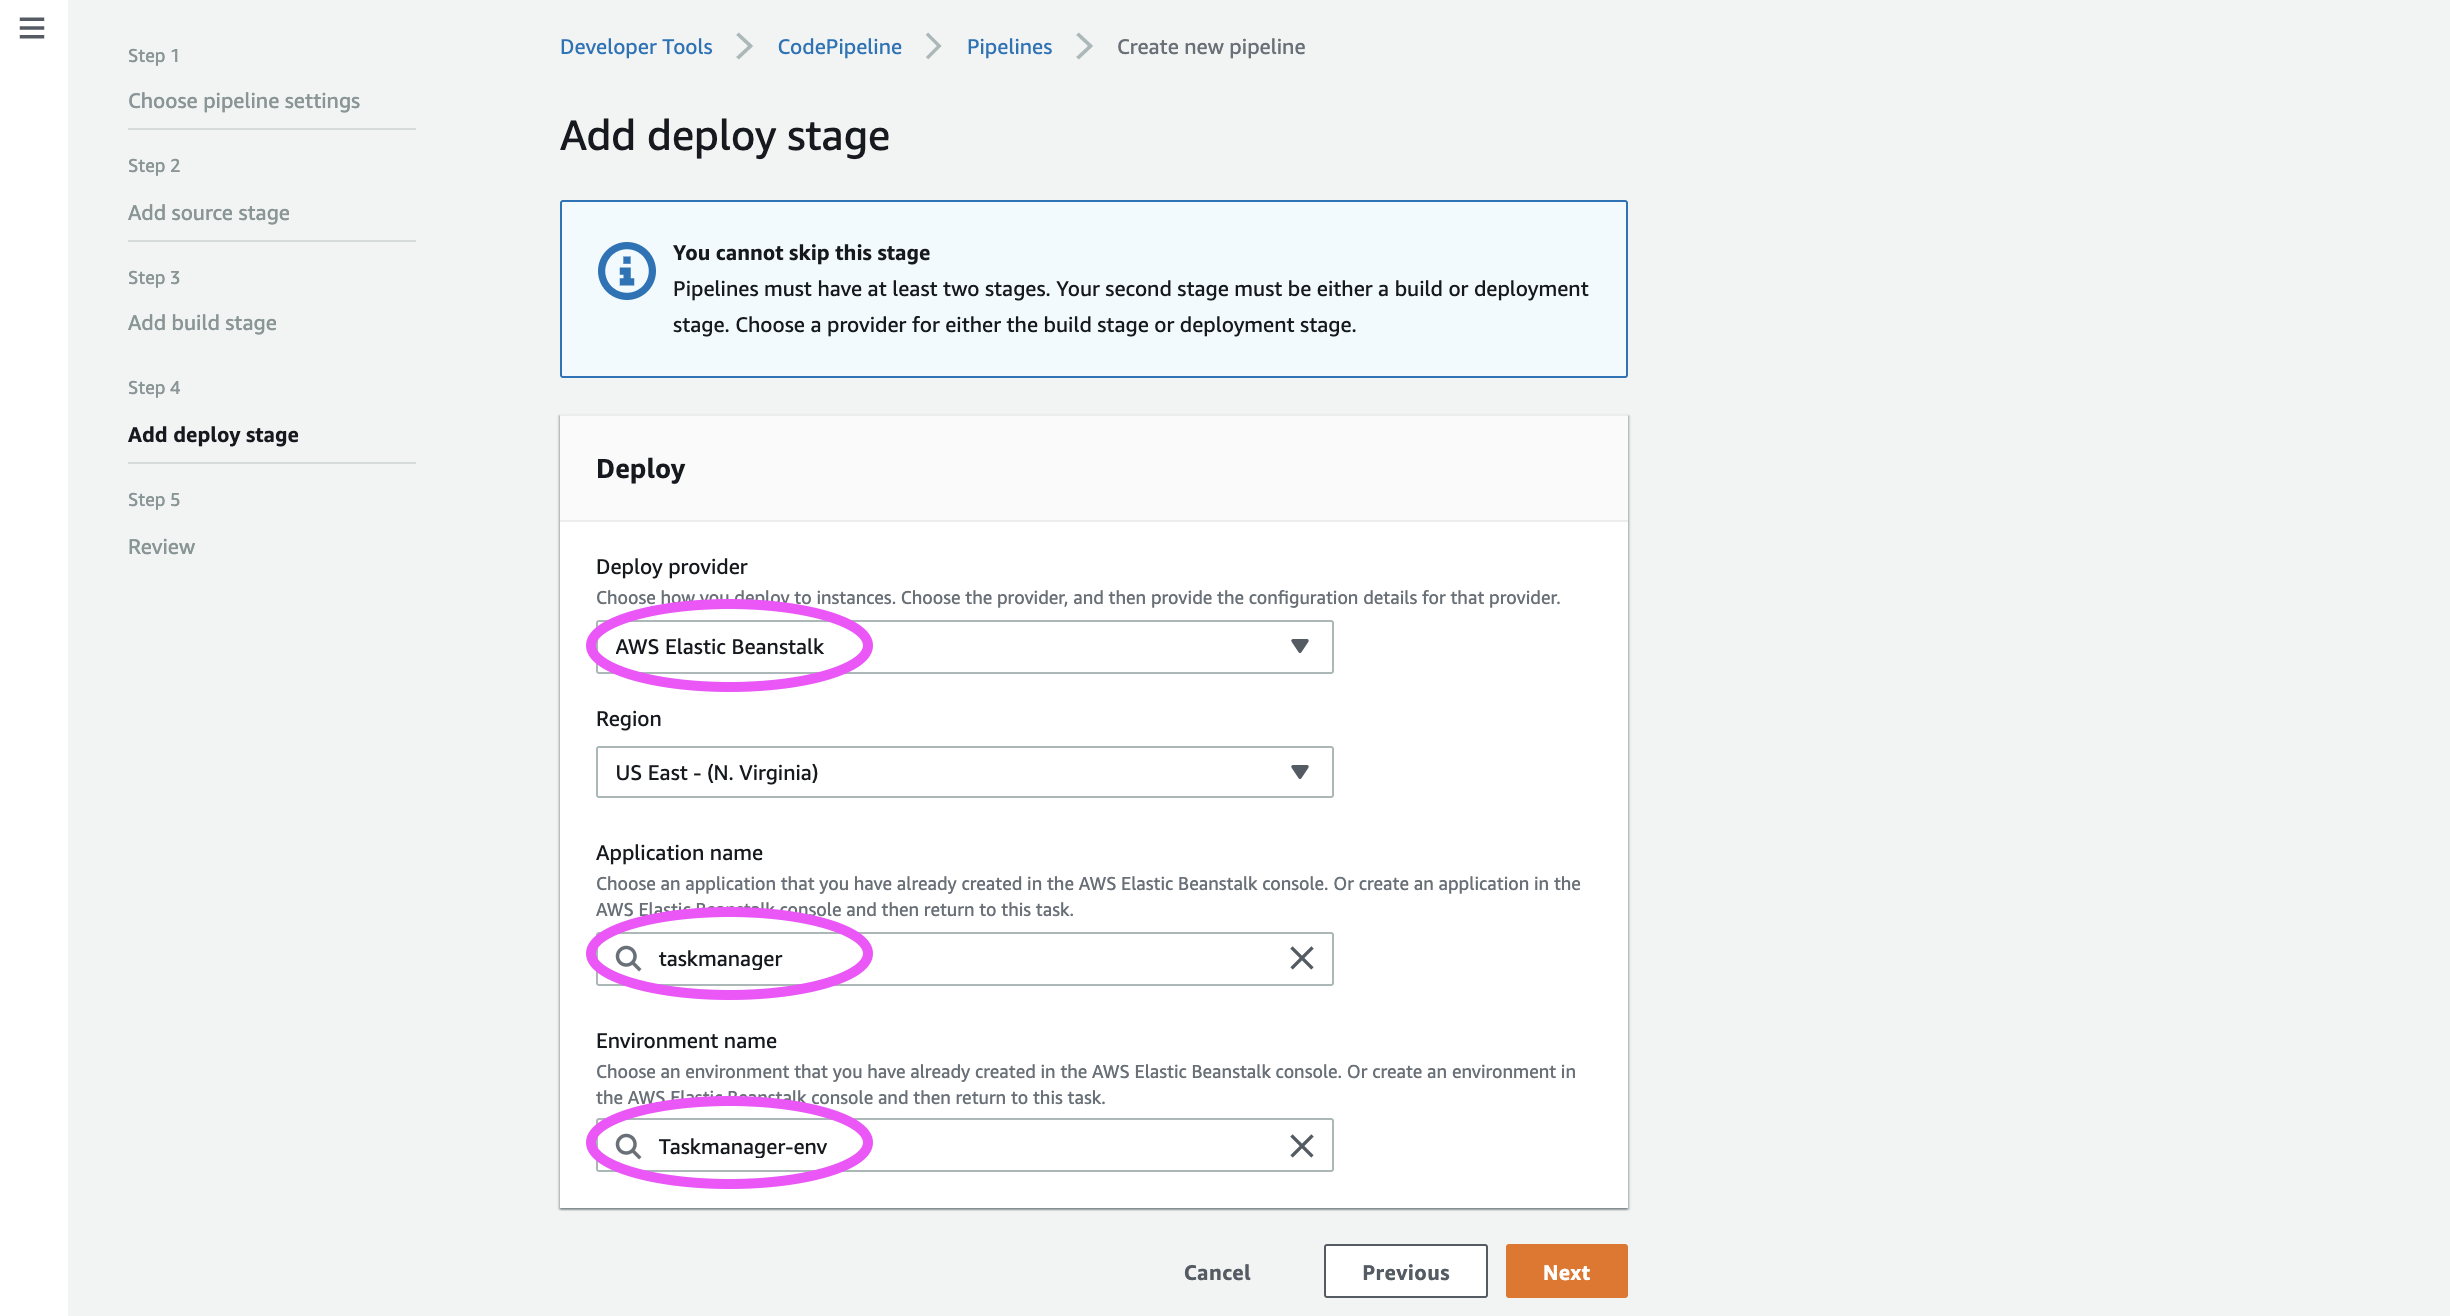 Step 1
Choose pipeline settings
Step 2
Add source stage
Step 3
Add build stage
Step 4
Add deploy stage
Step 5
Review
Developer Tools
CodePipeline
Pipelines
Create new pipeline
Add deploy stage
You cannot skip this stage
Pipelines must have at least two stages. Your second stage must be either a build or deployment
stage. Choose a provider for either the build stage or deployment stage.
Deploy
Deploy provider
Choose how you deploy to instances. Choose the provider, and then provide the configuration details for that provider.
AWS Elastic Beanstalk
Region
US East - (N. Virginia)
Application name
Choose an application that you have already created in the AWS Elastic Beanstalk console. Or create an application in the
AWS Elastic Beanstalk console and then return to this task.
taskmanager
Environment name
Choose an environment that you have already created in the AWS Elastic Beanstalk console. Or create an environment in
the AWS Elastic Beanstalk console and then return to this task.
Taskmanager-env
Cancel
Previous
Next